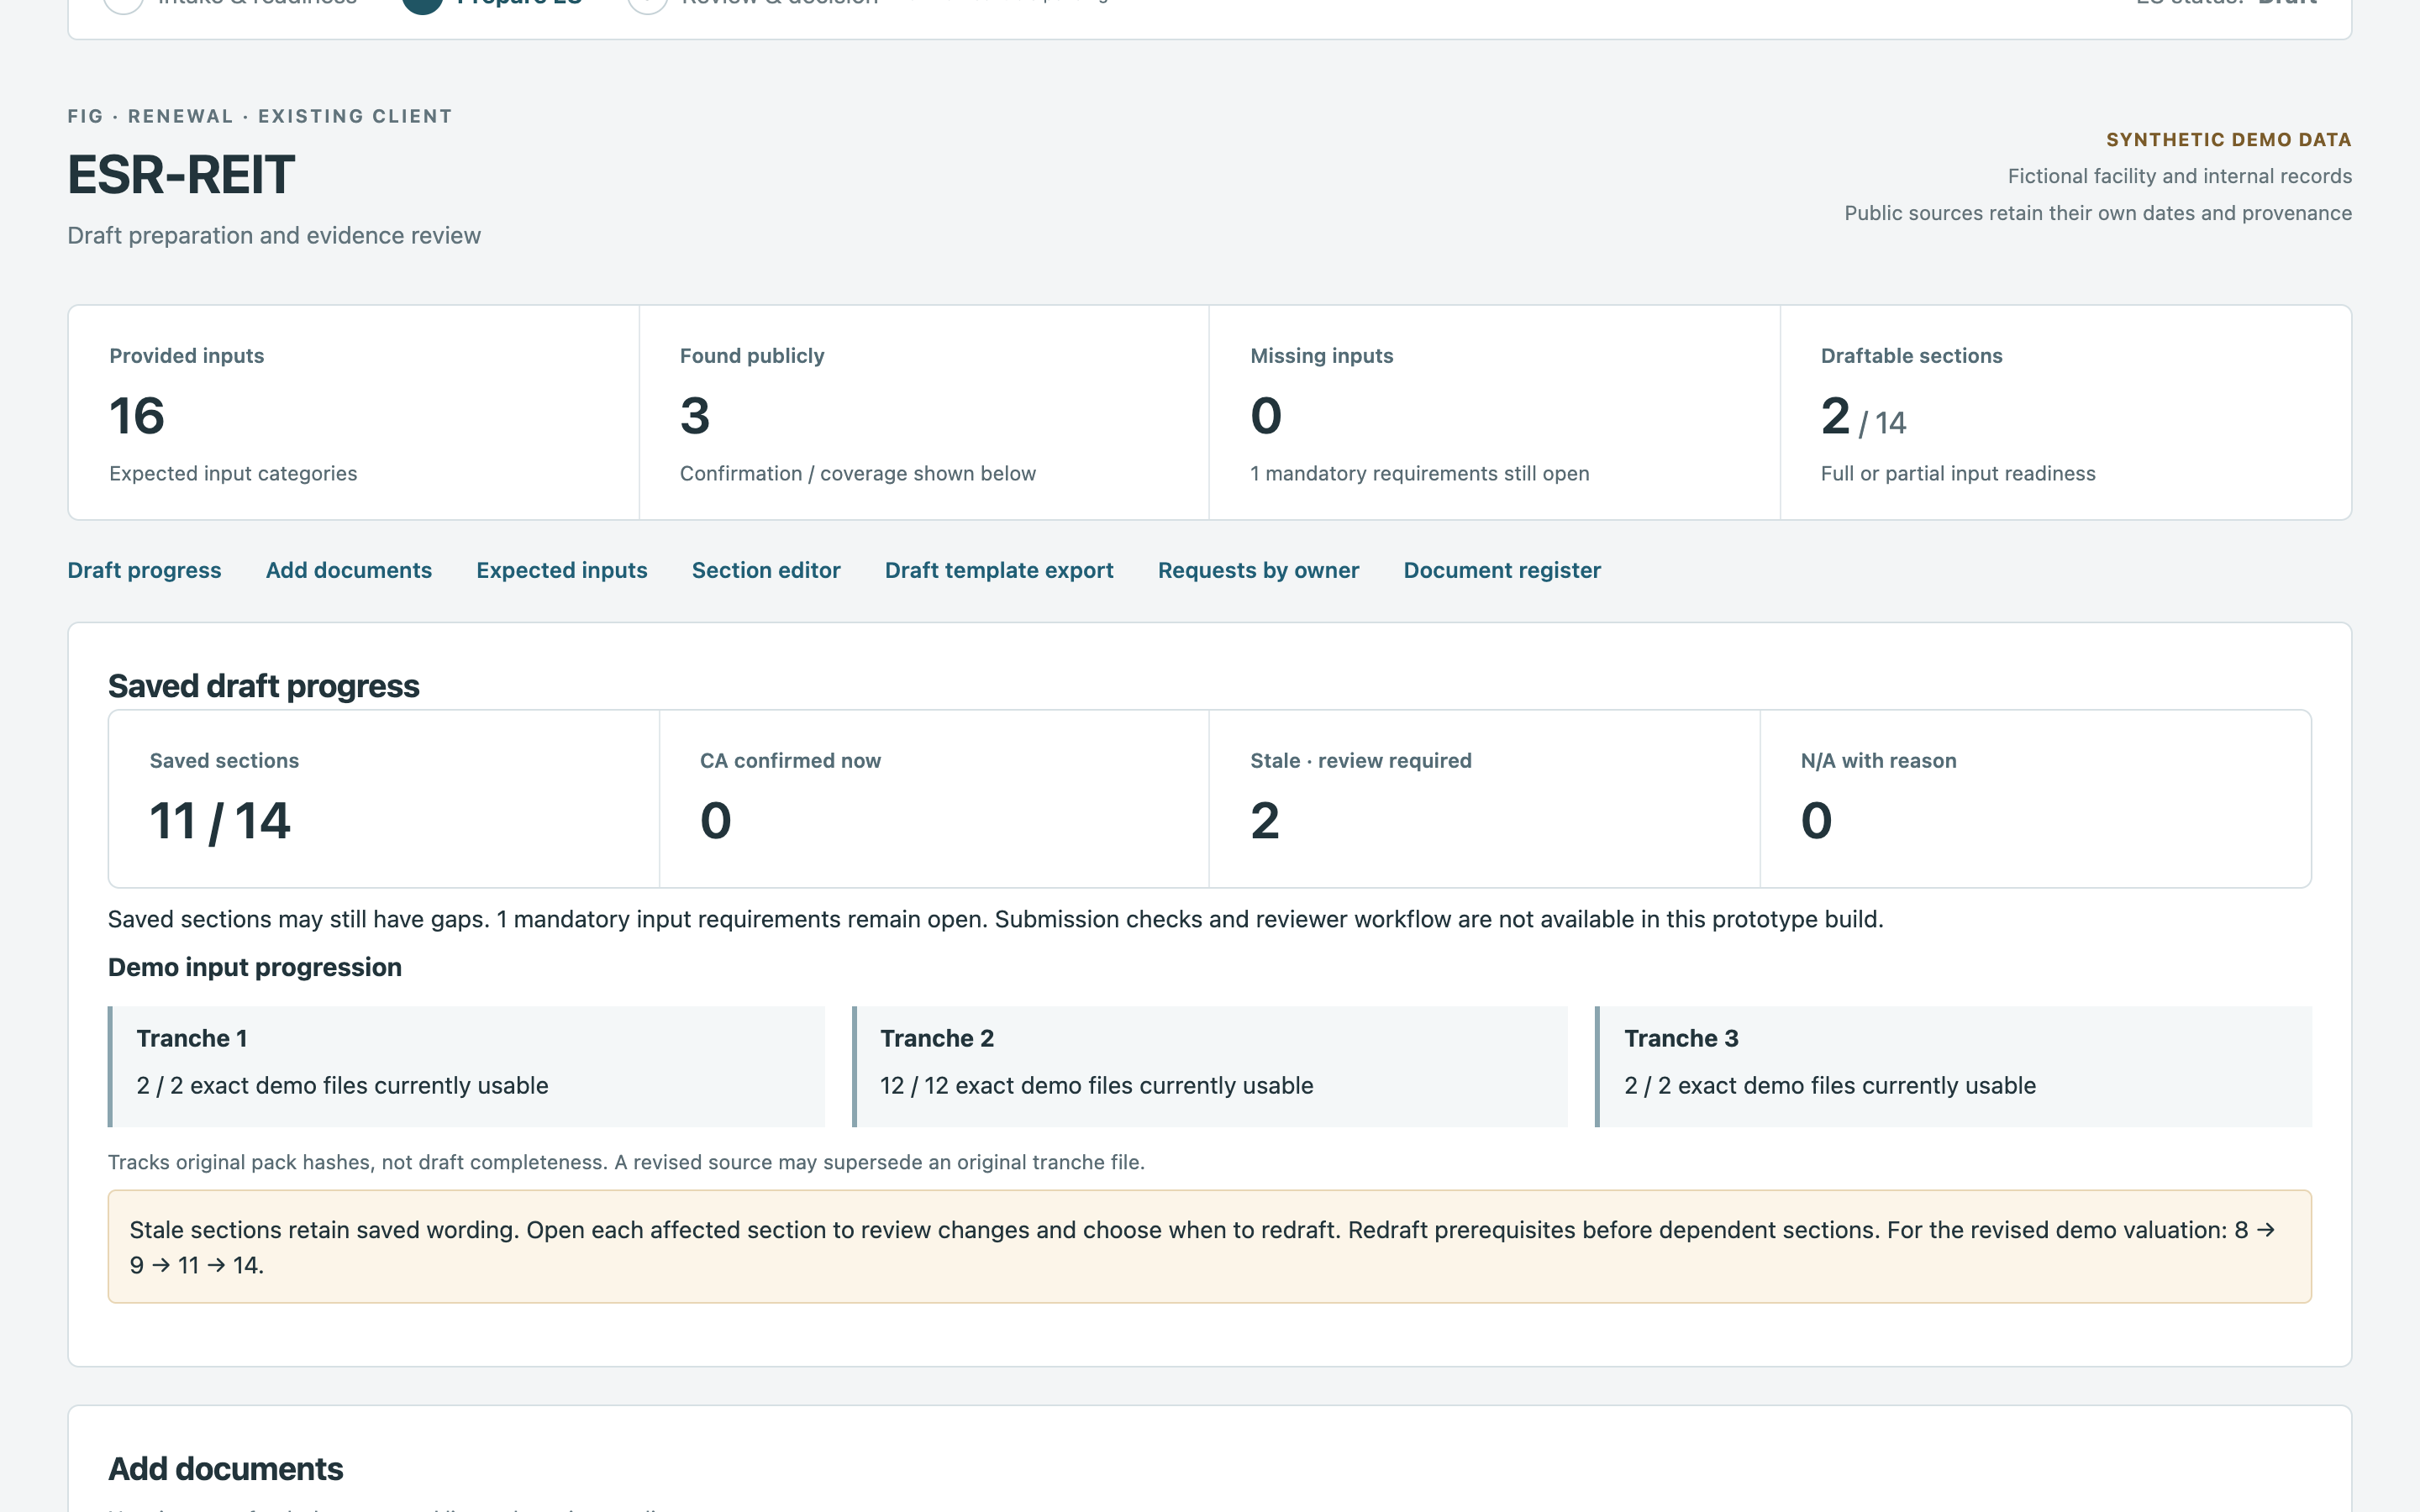 Prepare ES
FIG · RENEWAL · EXISTING CLIENT
ESR-REIT
Draft preparation and evidence review
SYNTHETIC DEMO DATA
Fictional facility and internal records
Public sources retain their own dates and provenance
Provided inputs
16
Expected input categories
Found publicly
3
Confirmation / coverage shown below
Missing inputs
0
1 mandatory requirements still open
Draftable sections
2 / 14
Full or partial input readiness
Draft progress
Add documents
Expected inputs
Section editor
Draft template export
Requests by owner
Document register
Saved draft progress
Saved sections
11 / 14
CA confirmed now
0
Stale · review required
2
N/A with reason
0
Saved sections may still have gaps. 1 mandatory input requirements remain open. Submission checks and reviewer workflow are not available in this prototype build.
Demo input progression
Tranche 1
2 / 2 exact demo files currently usable
Tranche 2
12 / 12 exact demo files currently usable
Tranche 3
2 / 2 exact demo files currently usable
Tracks original pack hashes, not draft completeness. A revised source may supersede an original tranche file.
Stale sections retain saved wording. Open each affected section to review changes and choose when to redraft. Redraft prerequisites before dependent sections. For the revised demo valuation: 8 →
9 → 11 → 14.
Add documents